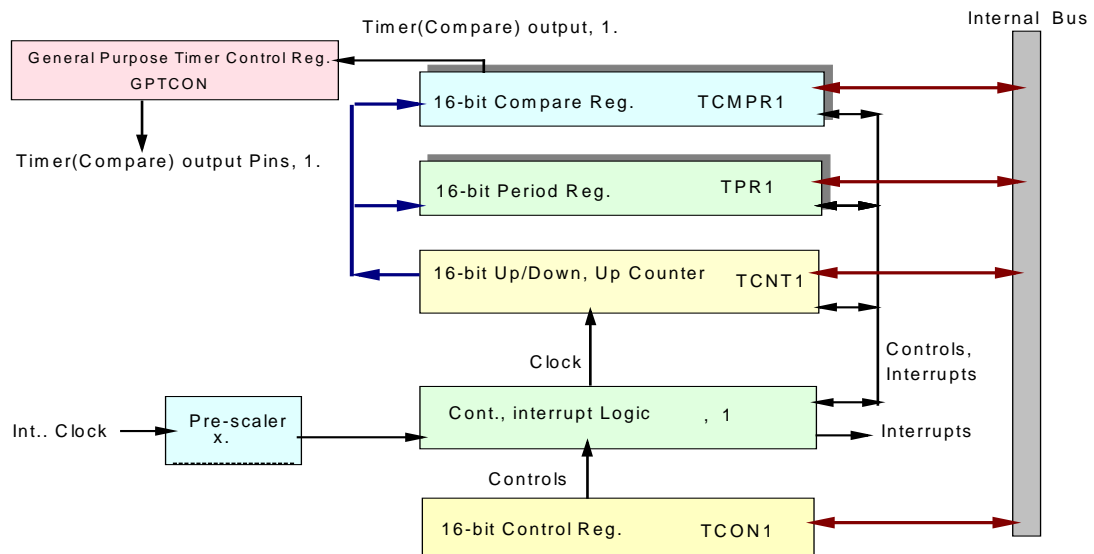 Internal Bus
Timer(Compare) output, 1.
General Purpose Timer Control Reg.
GPTCON
16-bit Compare Reg. TCMPR1
Timer(Compare) output Pins, 1.
16-bit Period Reg. TPR1
16-bit Up/Down, Up Counter TCNT1
Clock
Controls,
Interrupts
Pre-scaler
x.
Int.. Clock
Cont., interrupt Logic , 1
Interrupts
Controls
16-bit Control Reg. TCON1